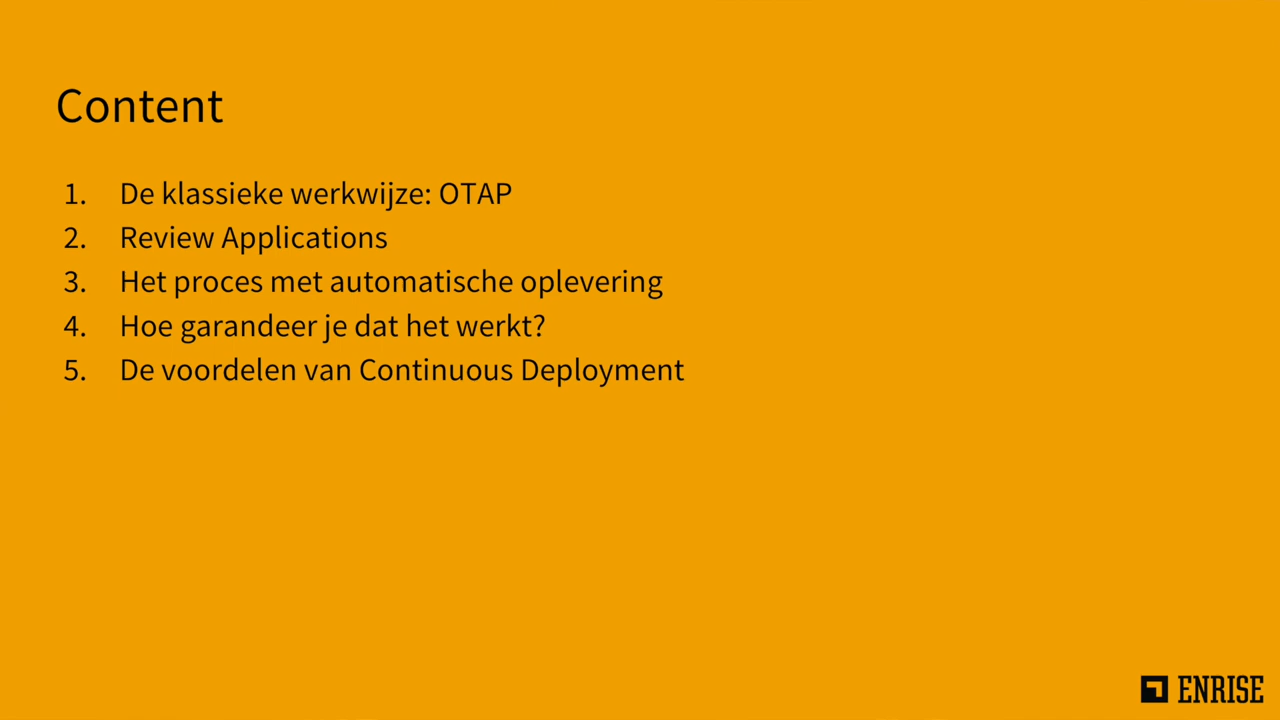 Content
1. De klassieke werkwijze: OTAP
2. Review Applications
3. Het proces met automatische oplevering
4. Hoe garandeer je dat het werkt?
5. De voordelen van Continuous Deployment
ENRISE